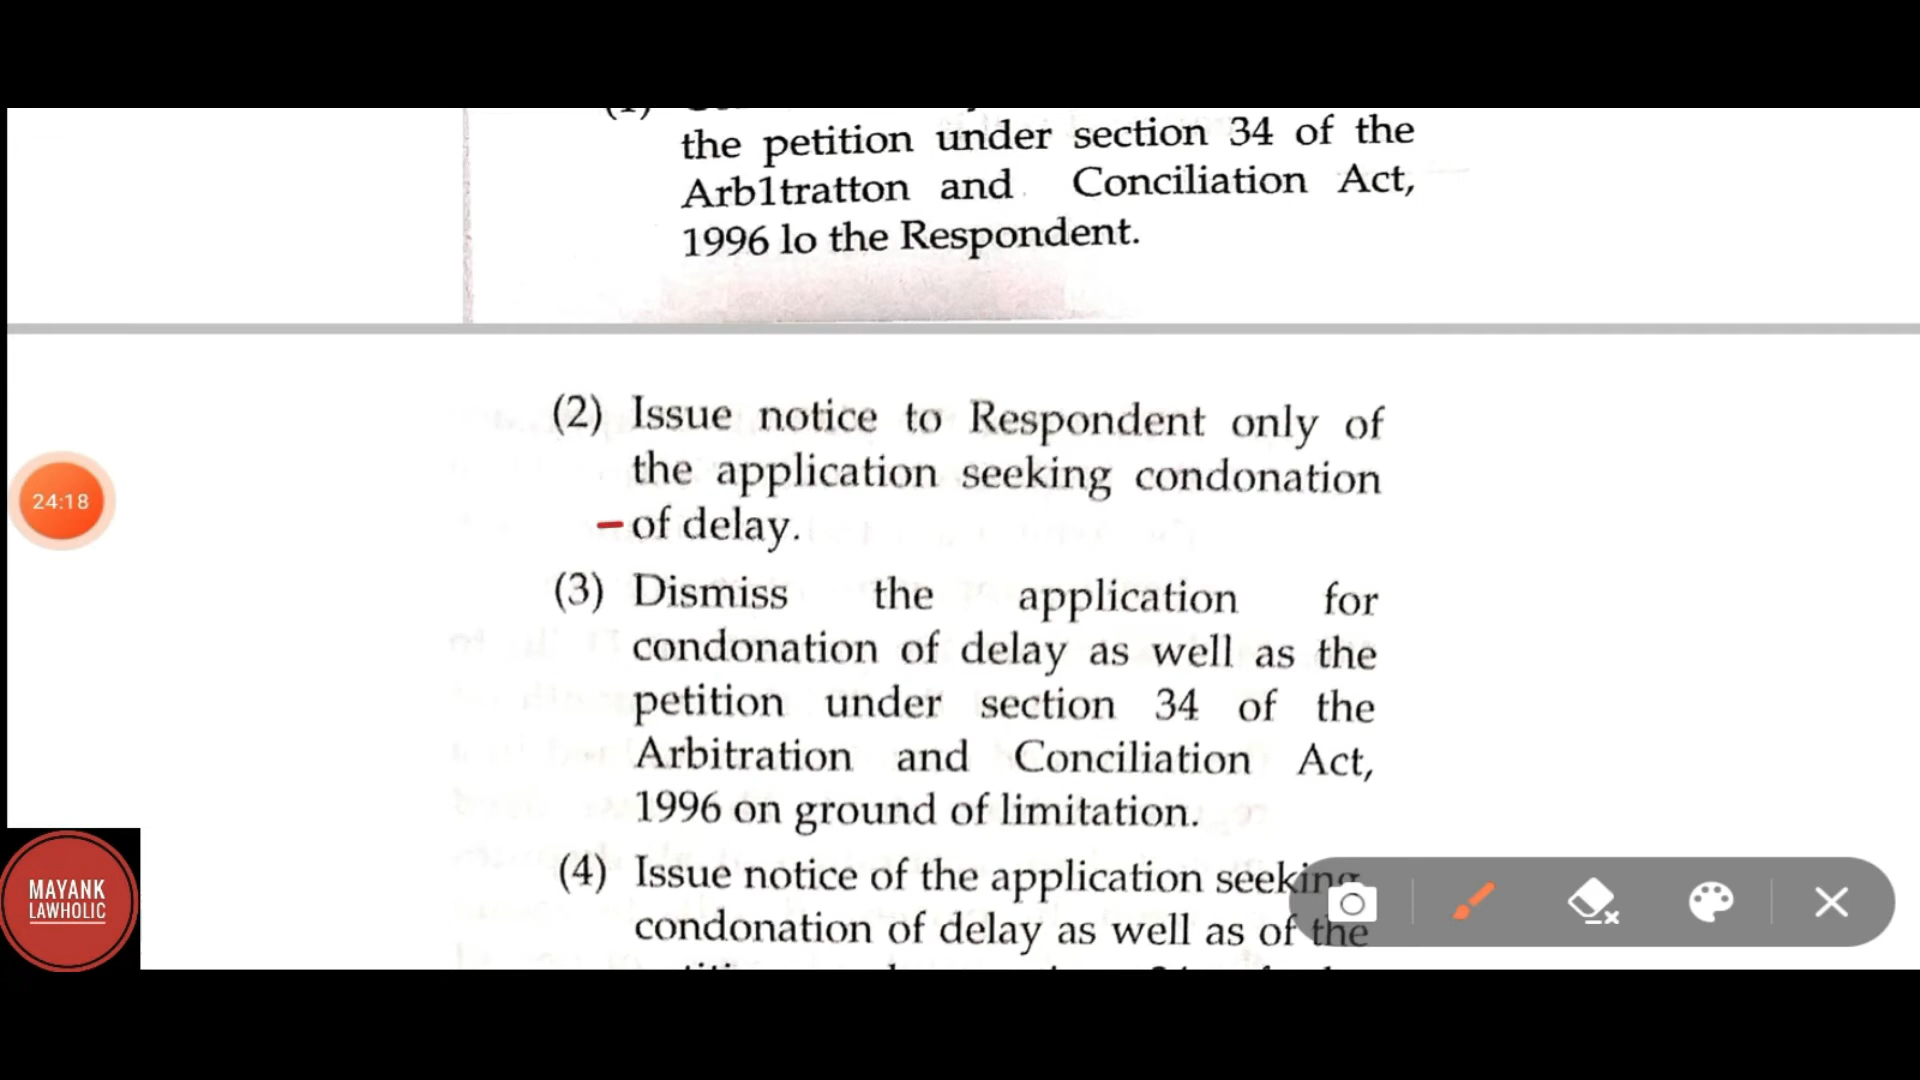 the petition under section 34 of the
Arb1tratton and Conciliation Act,
1996 lo the Respondent.
(2) Issue notice to Respondent only of
the application seeking condonation
of delay.
24:18
(3) Dismiss the application for
condonation of delay as well as the
petition under section 34 of the
Arbitration and Conciliation Act,
1996 on ground of limitation.
(4) Issue notice of the application seeking
condonation of delay as well as of the
MAYANK
LAWHOLIC